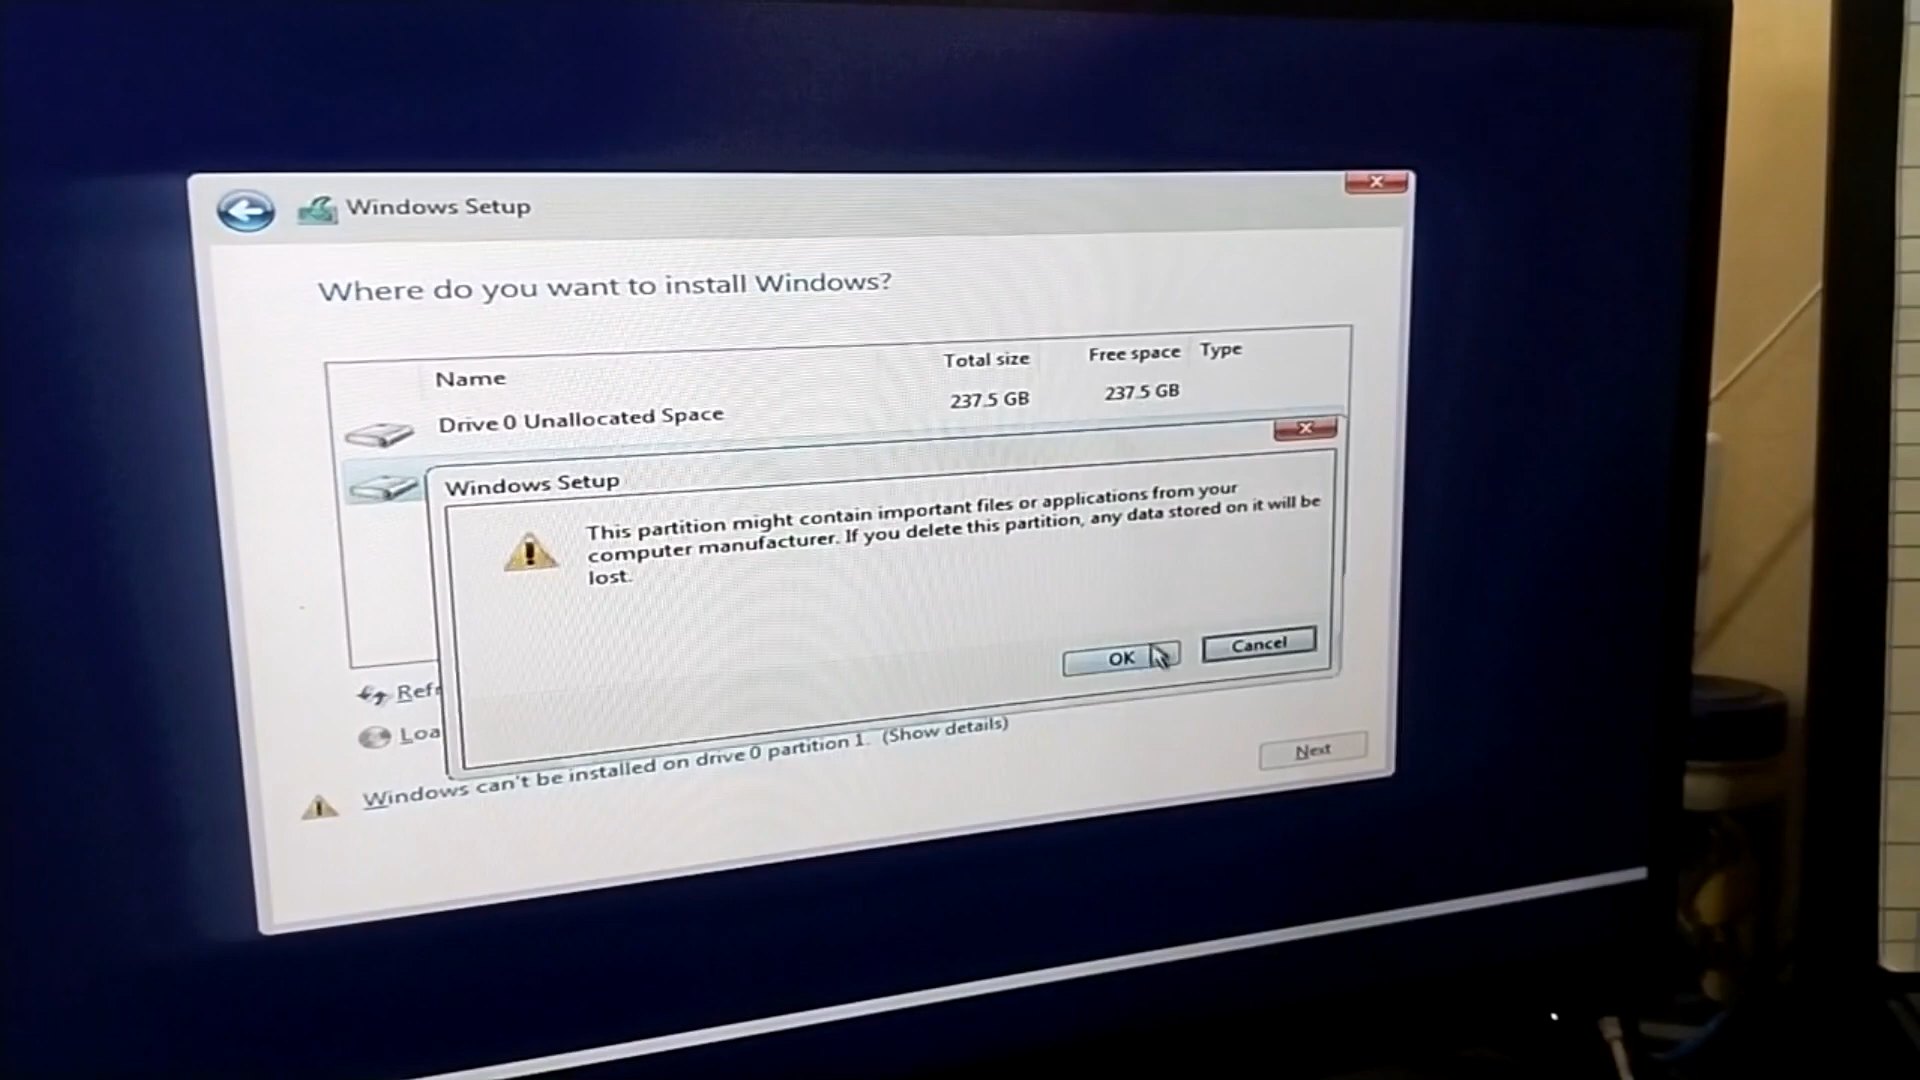 Windows Setup
Where do you want to install Windows?
Name Total size Free space Type
Drive 0 Unallocated Space 237.5 GB 237.5 GB
Windows Setup
This partition might contain important files or applications from your
computer manufacturer. If you delete this partition, any data stored on it will be
lost.
OK Cancel
Refr
Loa
Windows can't be installed on drive 0 partition 1. (Show details)
Next